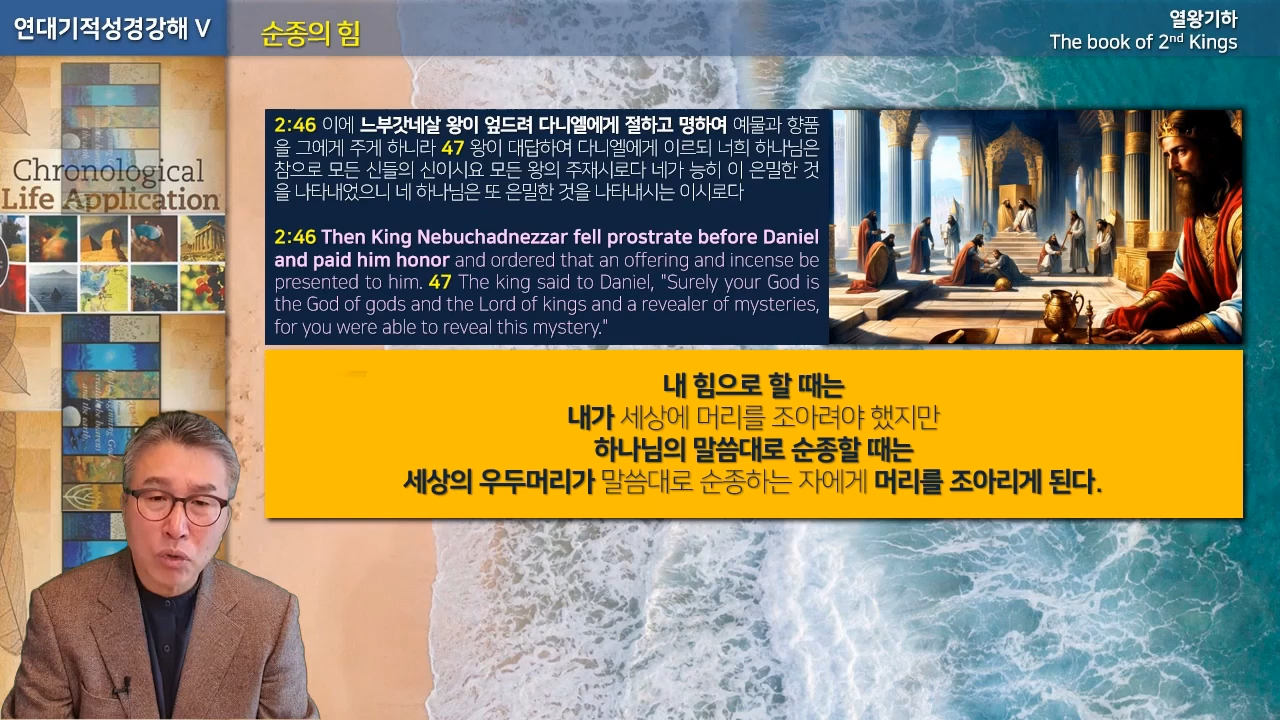 연대기적성경강해 V
순종의 힘
열왕기하
The book of 2nd Kings
Chronological
Life Application
2:46 이에 느부갓네살 왕이 엎드려 다니엘에게 절하고 명하여 예물과 향품
을 그에게 주게 하니라 47 왕이 대답하여 다니엘에게 이르되 너희 하나님은
참으로 모든 신들의 신이시요 모든 왕의 주재시로다 네가 능히 이 은밀한 것
을 나타내었으니 네 하나님은 또 은밀한 것을 나타내시는 이시로다
2:46 Then King Nebuchadnezzar fell prostrate before Daniel
and paid him honor and ordered that an offering and incense be
presented to him. 47 The king said to Daniel, "Surely your God is
the God of gods and the Lord of kings and a revealer of mysteries,
for you were able to reveal this mystery."
내 힘으로 할 때는
내가 세상에 머리를 조아려야 했지만
하나님의 말씀대로 순종할 때는
세상의 우두머리가 말씀대로 순종하는 자에게 머리를 조아리게 된다.